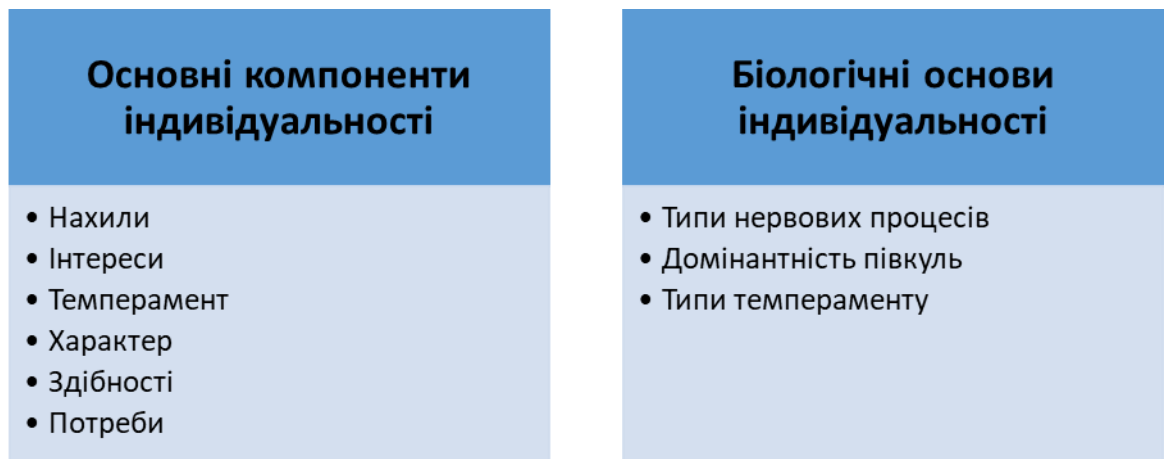 Основні компоненти
індивідуальності
• Нахили
• Інтереси
• Темперамент
• Характер
• Здібності
• Потреби
Біологічні основи
індивідуальності
• Типи нервових процесів
• Домінантність півкуль
• Типи темпераменту